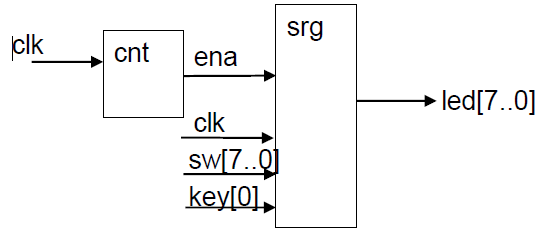 clk
cnt
ena
srg
clk
sw[7..0]
key[0]
led[7..0]